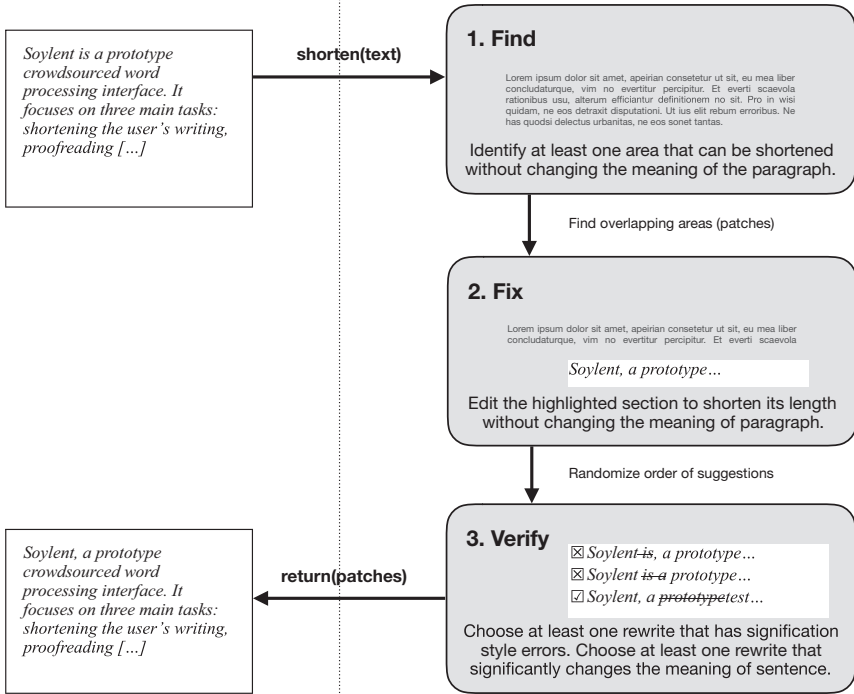 Soylent is a prototype
crowdsourced word
processing interface. It
focuses on three main tasks:
shortening the user's writing,
proofreading [...]
shorten(text)
1. Find
Lorem ipsum dolor sit amet, apeirian consetetur ut sit, eu mea liber
concludaturque, vim no evertitur percipitur. Et everti scaevola
rationibus usu, alterum efficiantur definitionem no sit. Pro in wisi
quidam, ne eos detraxit disputationi. Ut ius elit rebum erroribus. Ne
has quodsi delectus urbanitas, ne eos sonet tantas.
Identify at least one area that can be shortened
without changing the meaning of the paragraph.
Find overlapping areas (patches)
2. Fix
Lorem ipsum dolor sit amet, apeirian consetetur ut sit, eu mea liber
concludaturque, vim no evertitur percipitur. Et everti scaevola
Soylent, a prototype...
Edit the highlighted section to shorten its length
without changing the meaning of paragraph.
Randomize order of suggestions
3. Verify
☒ Soylent is, a prototype...
☒ Soylent is a prototype...
☑ Soylent, a prototypetest...
Choose at least one rewrite that has signification
style errors. Choose at least one rewrite that
significantly changes the meaning of sentence.
return(patches)
Soylent, a prototype
crowdsourced word
processing interface. It
focuses on three main tasks:
shortening the user's writing,
proofreading [...]